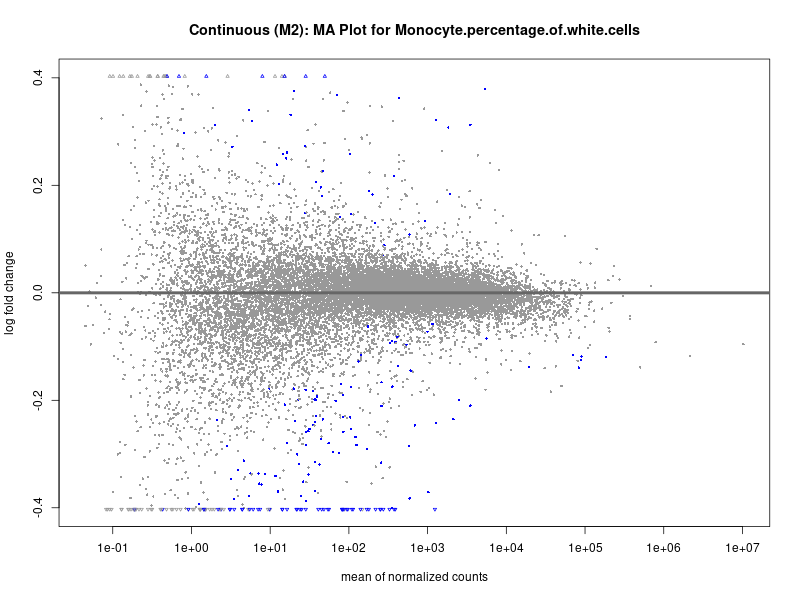 Continuous (M2): MA Plot for Monocyte.percentage.of.white.cells
log fold change
0.4
0.2
0.0
-0.2
-0.4
1e-01 1e+00 1e+01 1e+02 1e+03 1e+04 1e+05 1e+06 1e+07
mean of normalized counts